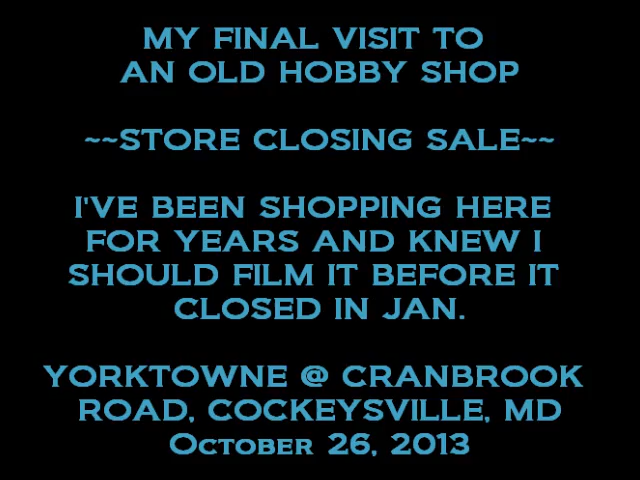 MY FINAL VISIT TO
AN OLD HOBBY SHOP
~~STORE CLOSING SALE~~
I'VE BEEN SHOPPING HERE
FOR YEARS AND KNEW I
SHOULD FILM IT BEFORE IT
CLOSED IN JAN.
YORKTOWNE @ CRANBROOK
ROAD, COCKEYSVILLE, MD
OCTOBER 26, 2013